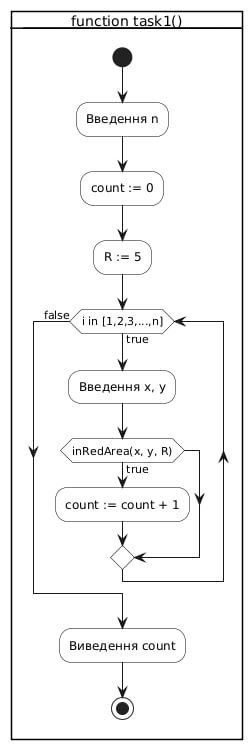 function task1()
Введення n
count := 0
R := 5
false
i in [1,2,3,...,n]
true
Введення x, y
inRedArea(x, y, R)
true
count := count + 1
Виведення count